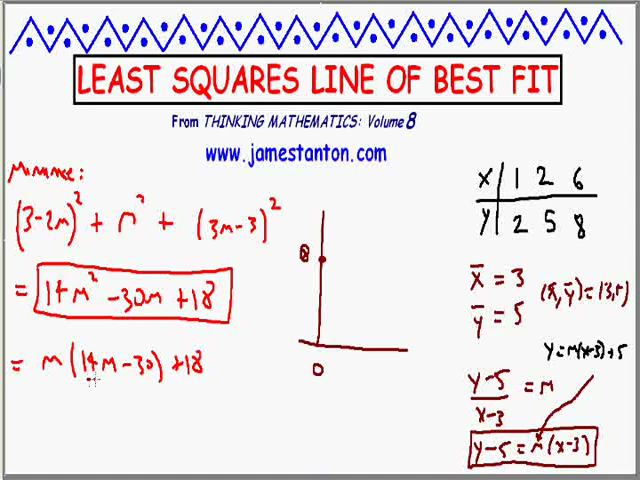 LEAST SQUARES LINE OF BEST FIT
From THINKING MATHEMATICS: Volume 8
www.jamestanton.com
Minimize:
(3-2m)² + m² + (3m-3)²
= 14m² - 30m + 18
= m(14m-30) + 18
0
X | 1 2 6
Y | 2 5 8
x̄ = 3
ȳ = 5
(x̄, ȳ) = (3,5)
y = m(x-3)+5
y-5
x-3
= m
y-5 = m(x-3)